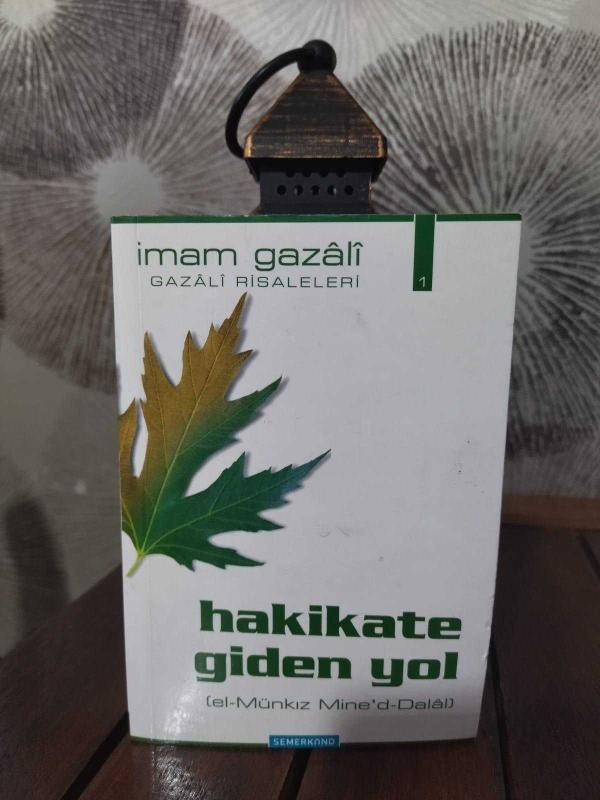 imam gazâlî
GAZÂLÎ RİSALELERİ
1
hakikate
giden yol
(el-Münkız Mine'd-Dalâl)
SEMERKAND